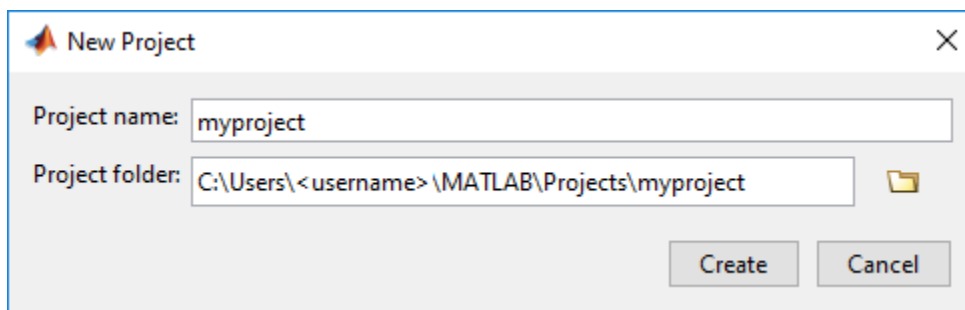 New Project
Project name: myproject
Project folder: C:\Users\<username>\MATLAB\Projects\myproject
Create Cancel